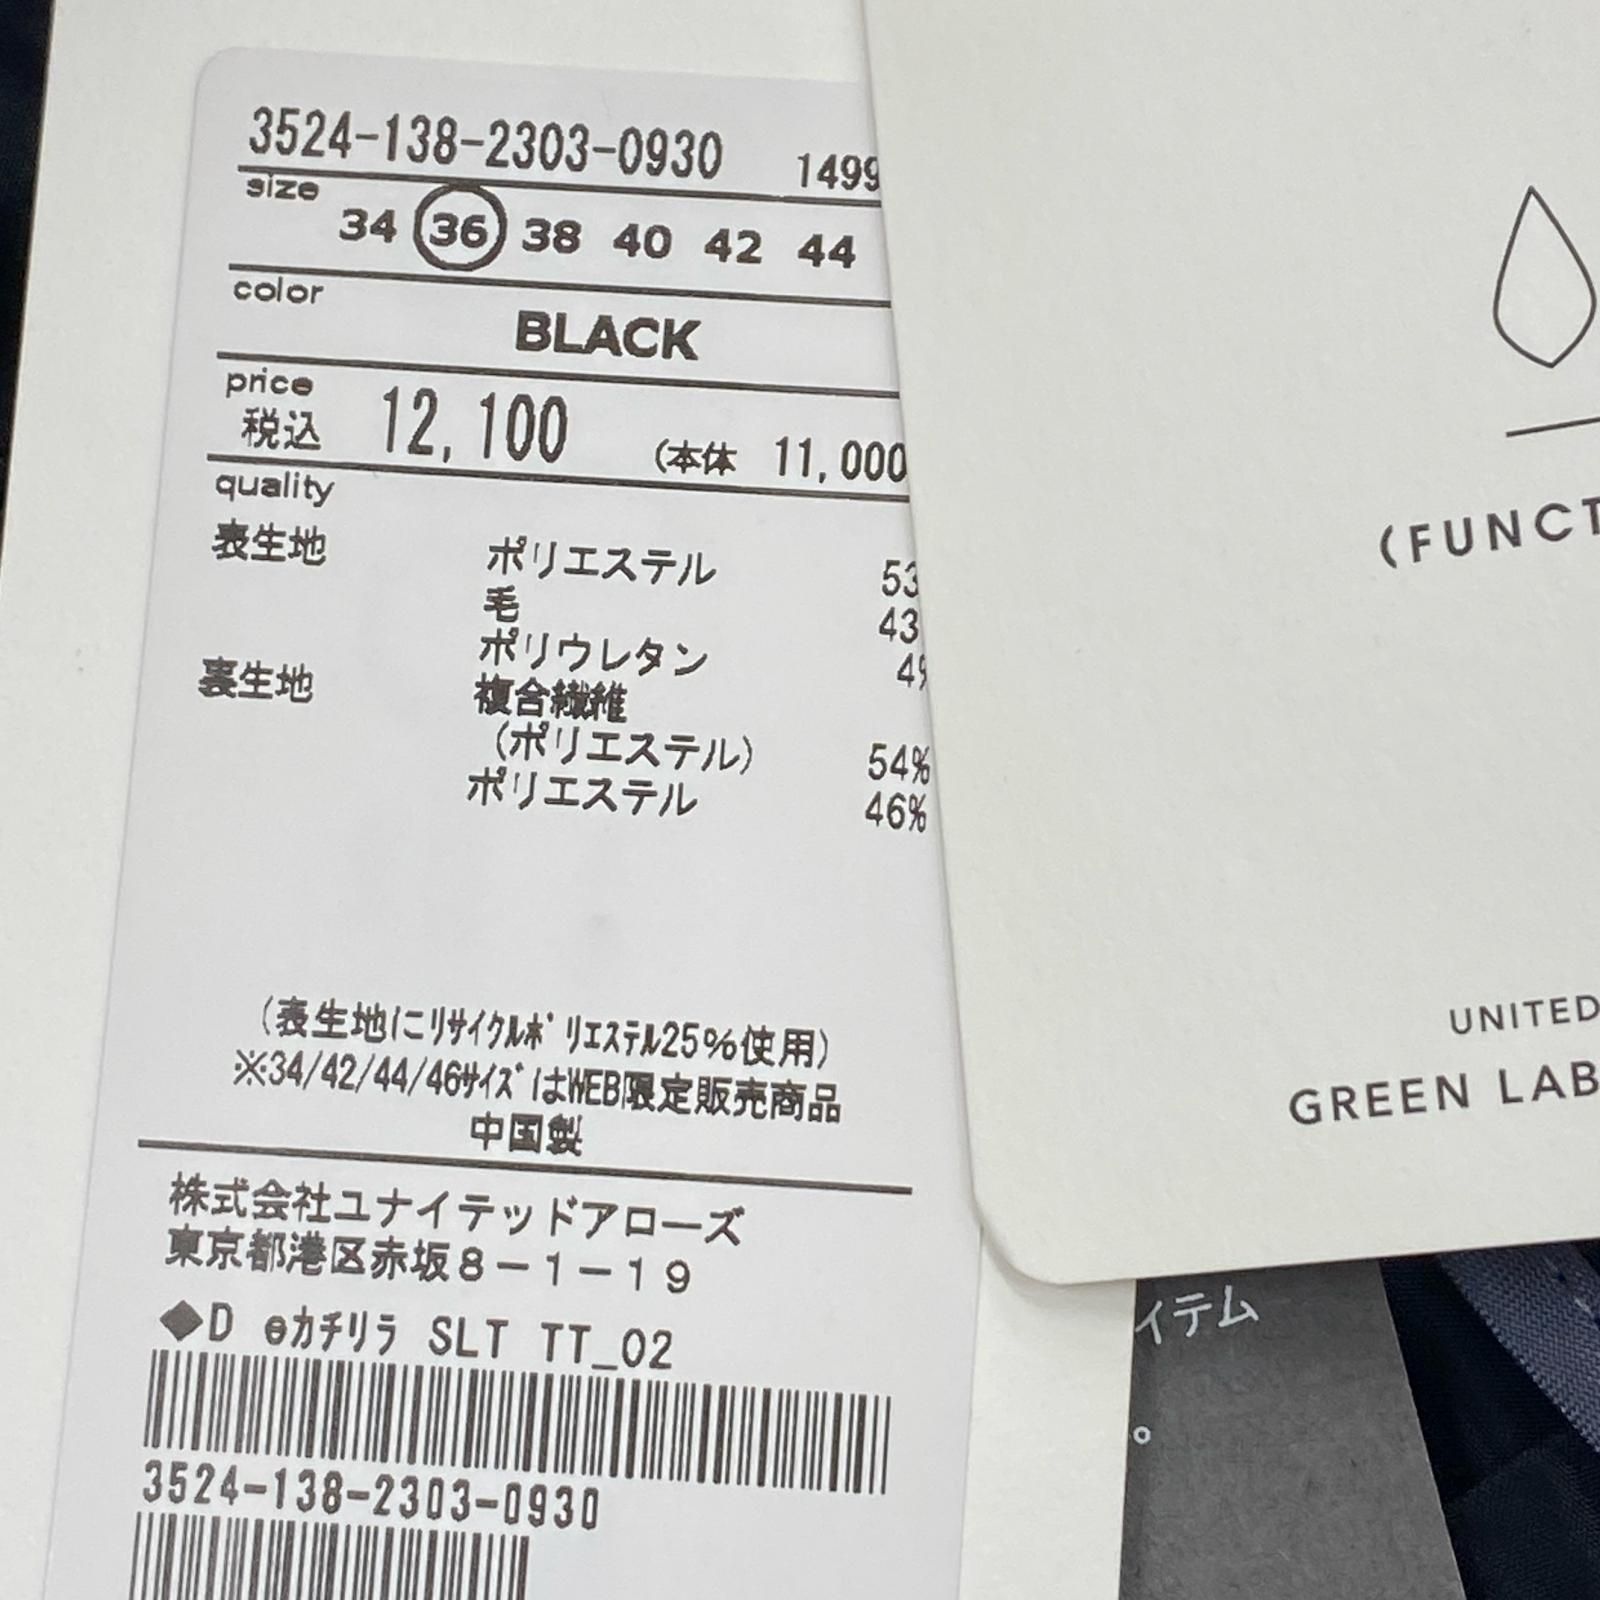 3524-138-2303-0930 1499
size
34 36 38 40 42 44
color
BLACK
price
税込 12,100 (本体 11,000
quality
表生地 ポリエステル 53
毛 43
ポリウレタン 4%
裏生地 複合繊維
(ポリエステル) 54%
ポリエステル 46%
(表生地にﾘｻｲｸﾙﾎﾟﾘｴｽﾃﾙ25%使用)
※34/42/44/46ｻｲｽﾞはWEB限定販売商品
中国製
株式会社ユナイテッドアローズ
東京都港区赤坂8－1－19
◆D ｅｶﾁﾘﾗ SLT TT_02
3524-138-2303-0930
(FUNCT
UNITED
GREEN LAB
イテム
。